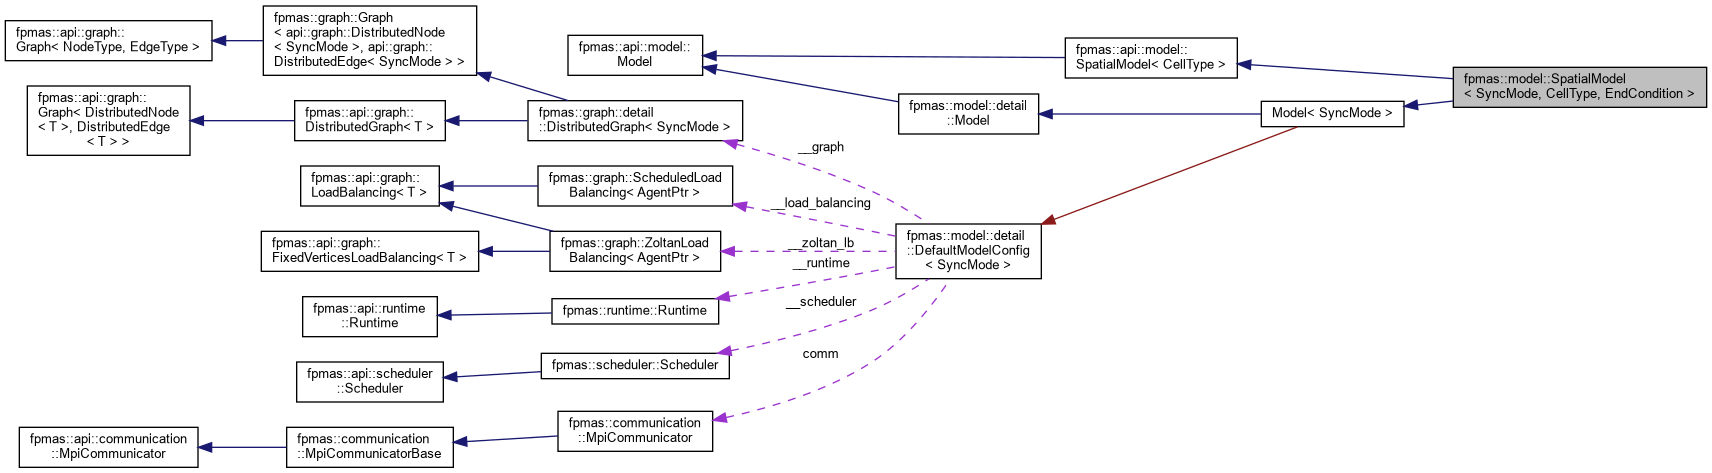 fpmas::api::graph::
Graph< NodeType, EdgeType >
fpmas::graph::Graph
< api::graph::DistributedNode
< SyncMode >, api::graph::
DistributedEdge< SyncMode > >
fpmas::api::model::
Model
fpmas::api::model::
SpatialModel< CellType >
fpmas::model::SpatialModel
< SyncMode, CellType, EndCondition >
fpmas::api::graph::
Graph< DistributedNode
< T >, DistributedEdge
< T > >
fpmas::api::graph::
DistributedGraph< T >
fpmas::graph::detail
::DistributedGraph< SyncMode >
fpmas::model::detail
::Model
Model< SyncMode >
__graph
fpmas::api::graph::
LoadBalancing< T >
fpmas::graph::ScheduledLoad
Balancing< AgentPtr >
__load_balancing
fpmas::api::graph::
FixedVerticesLoadBalancing< T >
fpmas::graph::ZoltanLoad
Balancing< AgentPtr >
__zoltan_lb
fpmas::model::detail
::DefaultModelConfig
< SyncMode >
__runtime
fpmas::api::runtime
::Runtime
fpmas::runtime::Runtime
__scheduler
fpmas::api::scheduler
::Scheduler
fpmas::scheduler::Scheduler
comm
fpmas::api::communication
::MpiCommunicator
fpmas::communication
::MpiCommunicatorBase
fpmas::communication
::MpiCommunicator